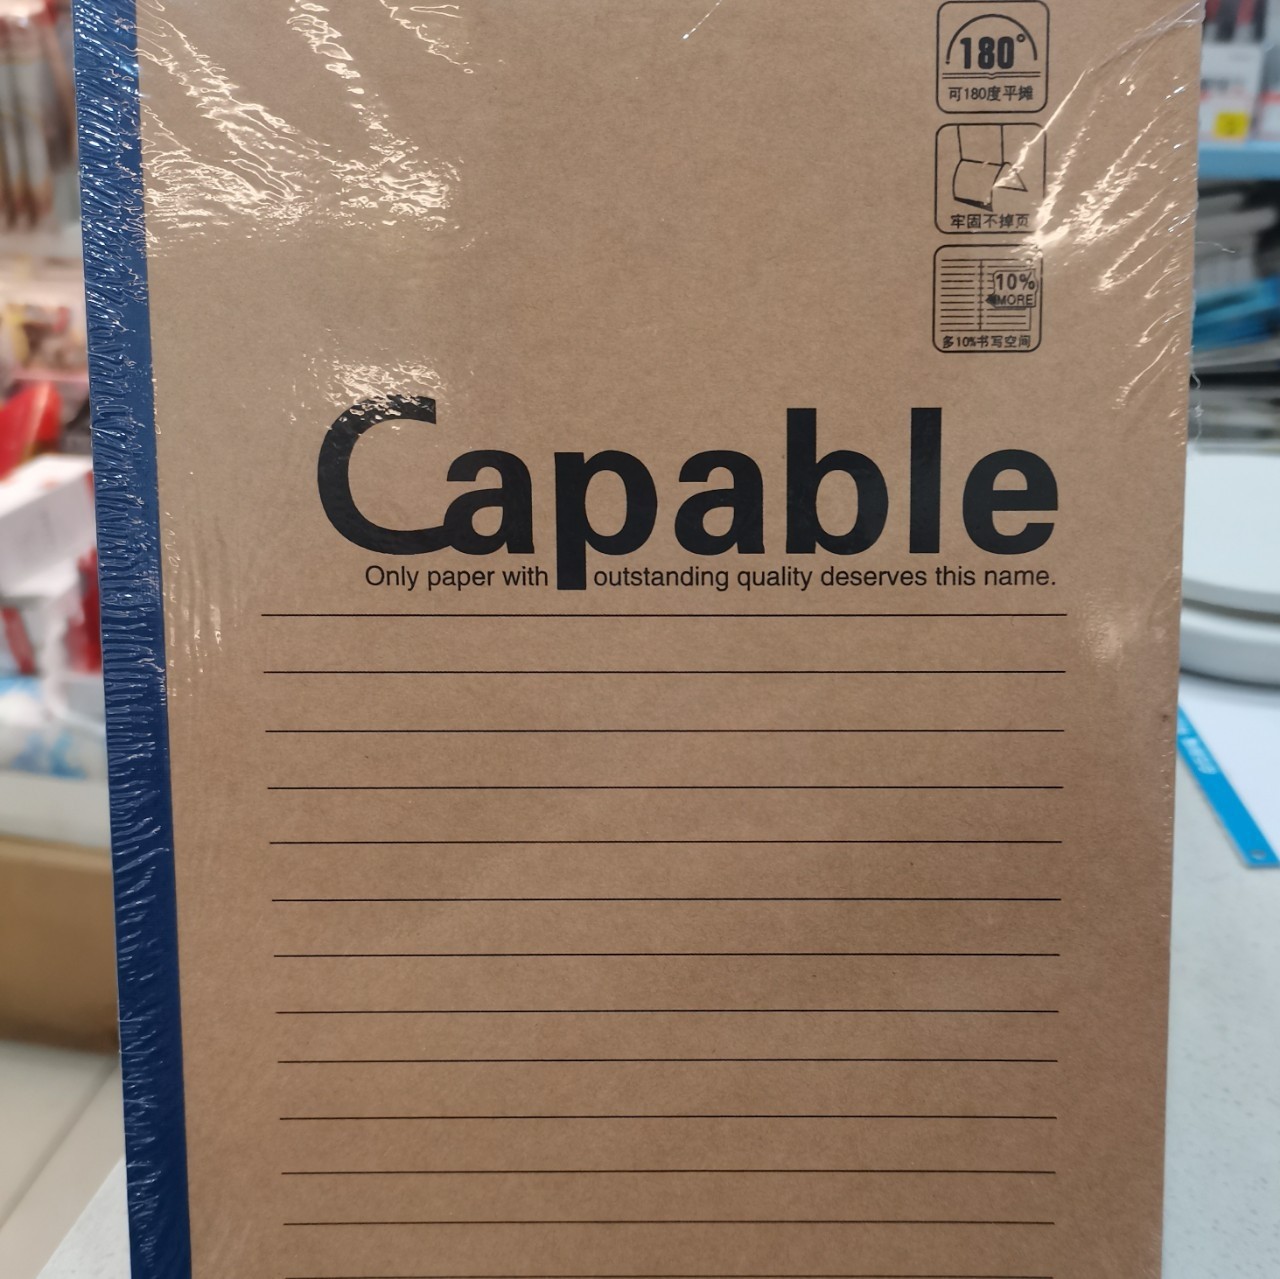 180°
可180度平摊
牢固不掉页
10%
MORE
多10%书写空间
Capable
Only paper with outstanding quality deserves this name.